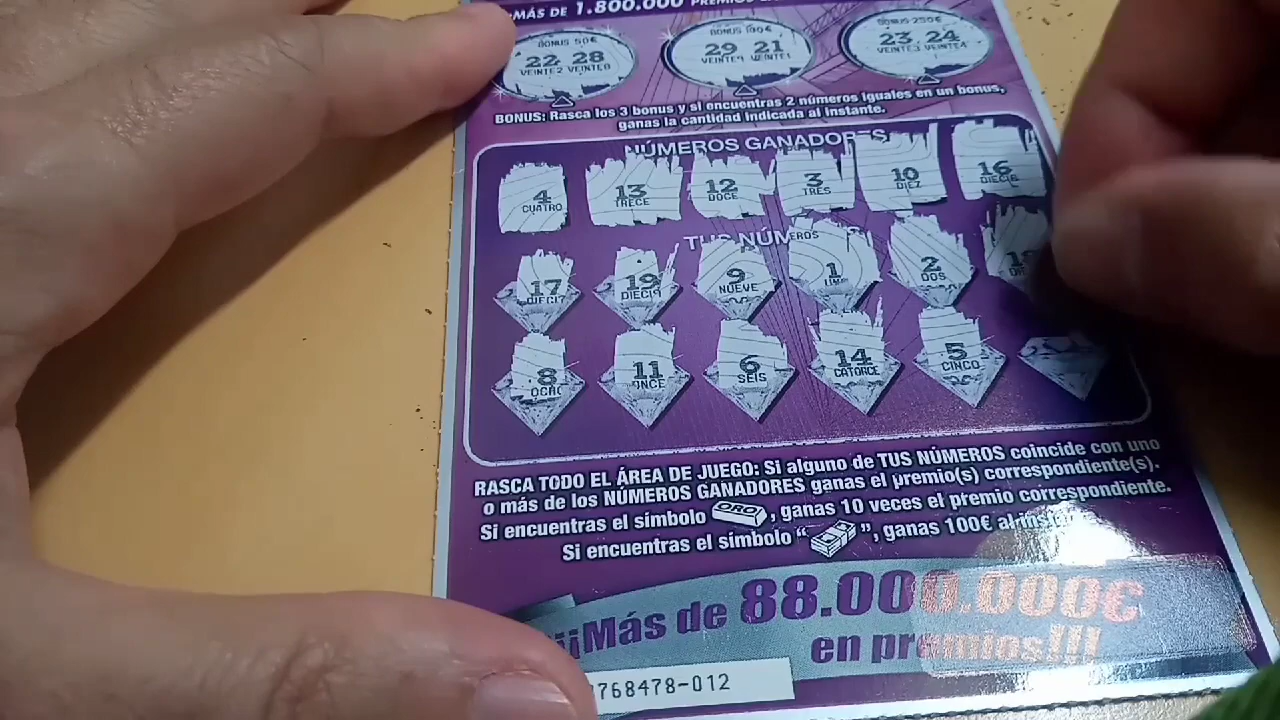 MÁS DE 1.800.000 PREMIOS
BONUS 50€
22 28
VEINTE2 VEINTE8
29 21
BONUS 250€
23 24
VEINTE3 VEINTE4
BONUS: Rasca los 3 bonus y si encuentras 2 números iguales en un bonus,
ganas la cantidad indicada al instante.
NÚMEROS GANADORES
4 13 12 3 10 16
CUATRO TRECE DOCE TRES DIEZ
TUS NÚMEROS
17 19 9 1 2
DIECI7 DIECI9 NUEVE DOS
8 11 6 14 5
OCHO ONCE SEIS CATORCE CINCO
RASCA TODO EL ÁREA DE JUEGO: Si alguno de TUS NÚMEROS coincide con uno
o más de los NÚMEROS GANADORES ganas el premio(s) correspondiente(s).
Si encuentras el símbolo ORO, ganas 10 veces el premio correspondiente.
Si encuentras el símbolo “ ”, ganas 100€ al
¡¡Más de 88.000.000€
en premios!!!
768478-012